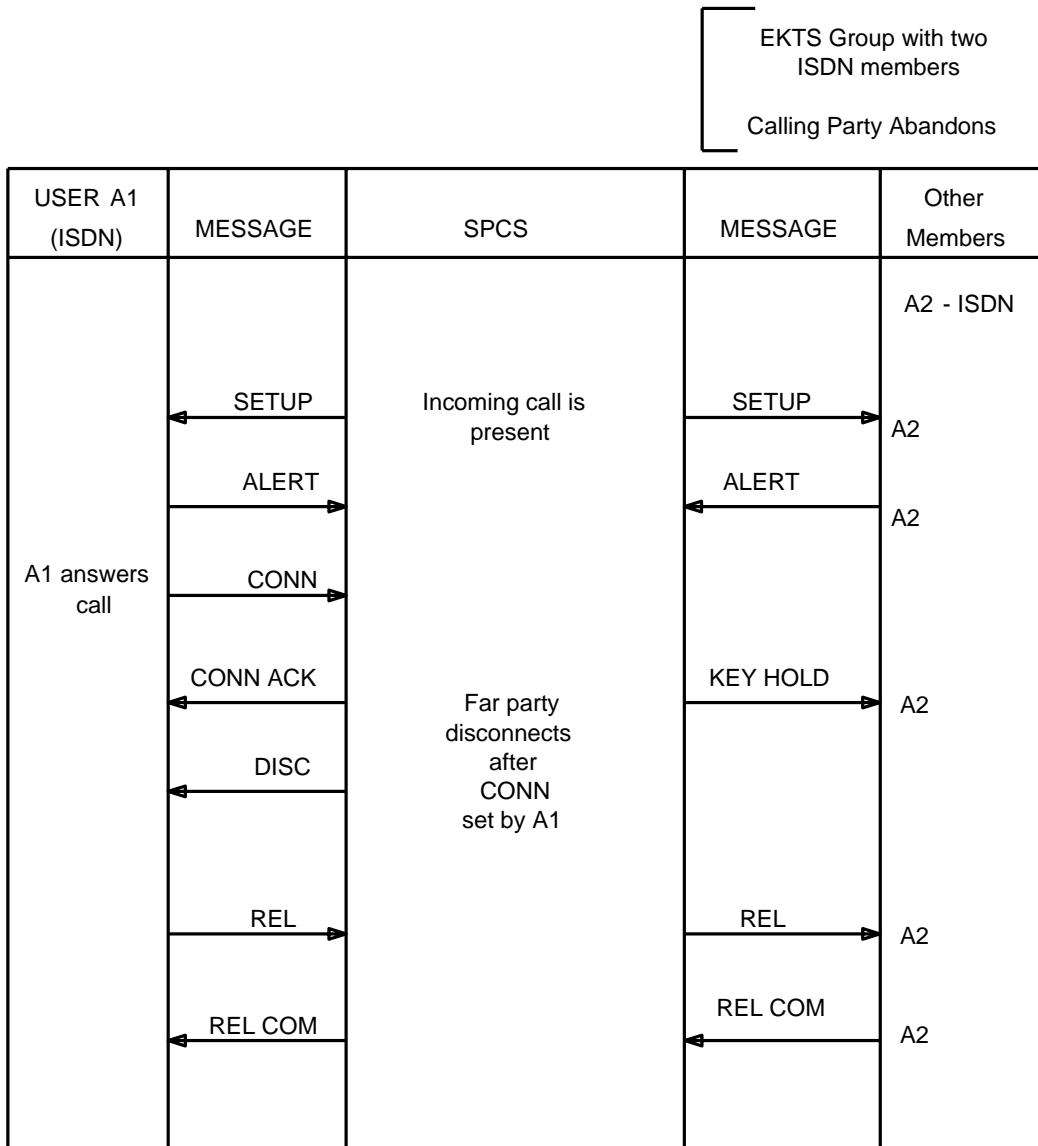 EKTS Group with two
ISDN members
Calling Party Abandons
USER A1
(ISDN)
MESSAGE
SPCS
MESSAGE
Other
Members
A2 - ISDN
SETUP
Incoming call is
present
SETUP
A2
ALERT
ALERT
A2
A1 answers
call
CONN
CONN ACK
Far party
disconnects
after
CONN
set by A1
KEY HOLD
A2
DISC
REL
REL
A2
REL COM
REL COM
A2